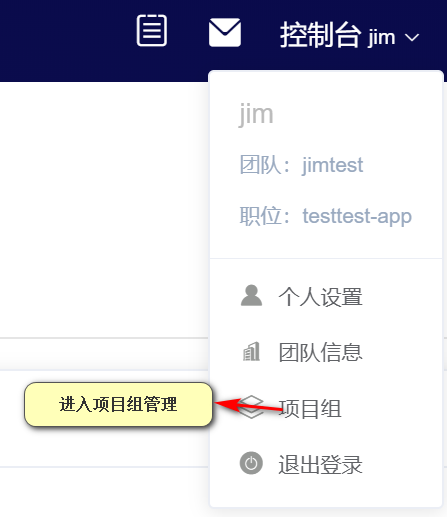 控制台 jim
jim
团队：jimtest
职位：testtest-app
个人设置
团队信息
进入项目组管理
项目组
退出登录